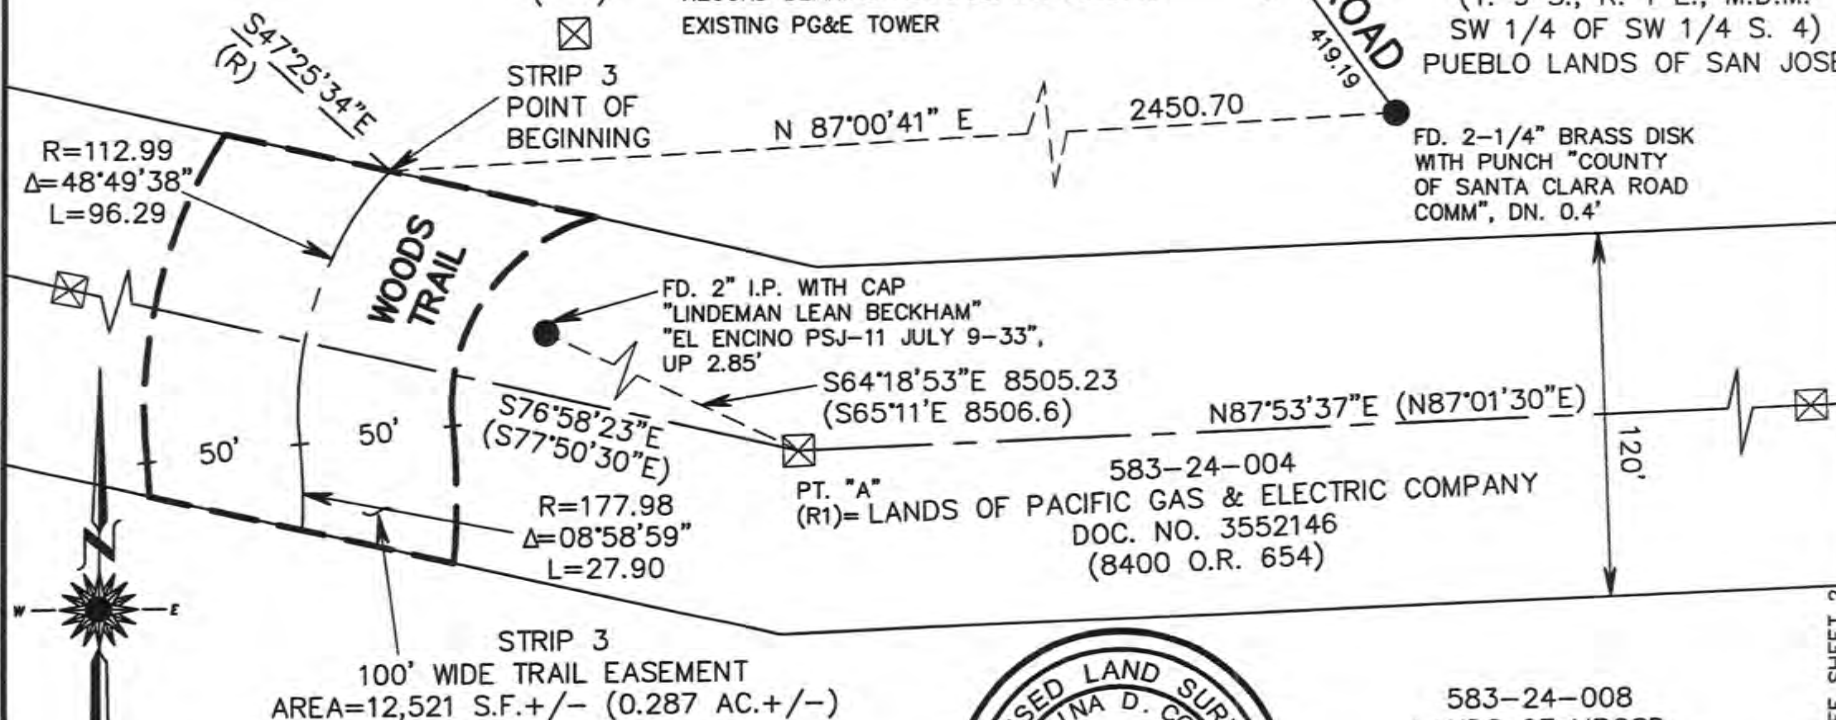 EXISTING PG&E TOWER
ROAD
419.19
SW 1/4 OF SW 1/4 S. 4)
PUEBLO LANDS OF SAN JOSE
S47°25'34"E
(R)
STRIP 3
POINT OF
BEGINNING
N 87°00'41" E
2450.70
FD. 2-1/4" BRASS DISK
WITH PUNCH "COUNTY
OF SANTA CLARA ROAD
COMM", DN. 0.4'
R=112.99
Δ=48°49'38"
L=96.29
WOODS
TRAIL
FD. 2" I.P. WITH CAP
"LINDEMAN LEAN BECKHAM"
"EL ENCINO PSJ-11 JULY 9-33",
UP 2.85'
S64°18'53"E 8505.23
(S65°11'E 8506.6)
N87°53'37"E (N87°01'30"E)
S76°58'23"E
(S77°50'30"E)
50'
50'
120'
R=177.98
Δ=08°58'59"
L=27.90
PT. "A"
583-24-004
(R1)= LANDS OF PACIFIC GAS & ELECTRIC COMPANY
DOC. NO. 3552146
(8400 O.R. 654)
N
W
E
STRIP 3
100' WIDE TRAIL EASEMENT
AREA=12,521 S.F.+/- (0.287 AC.+/-)
LAND
583-24-008